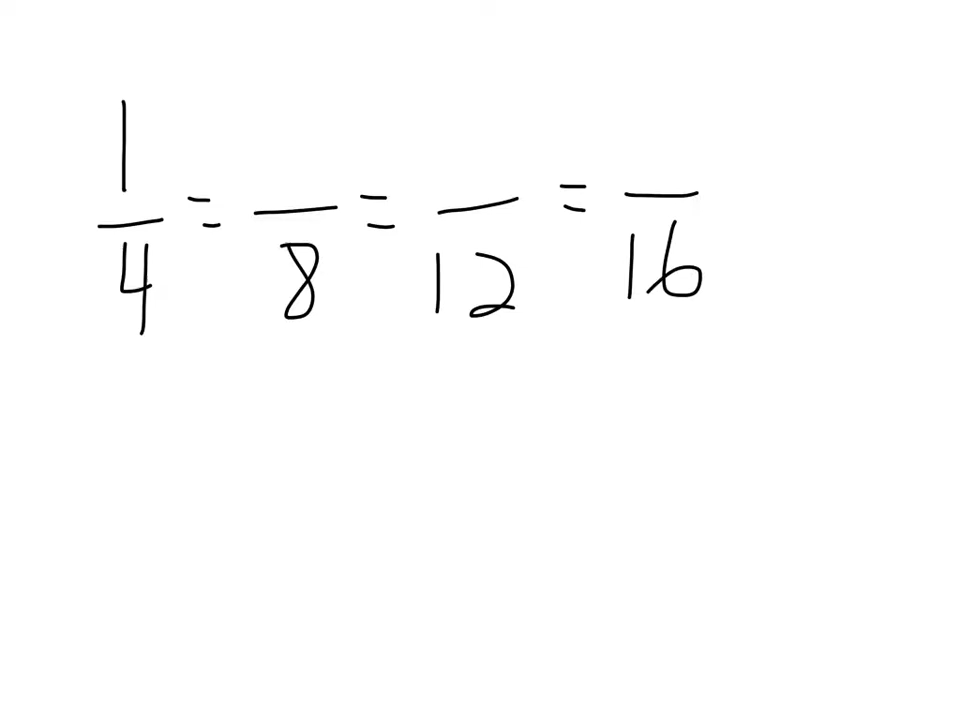 1/4 = /8 = /12 = /16